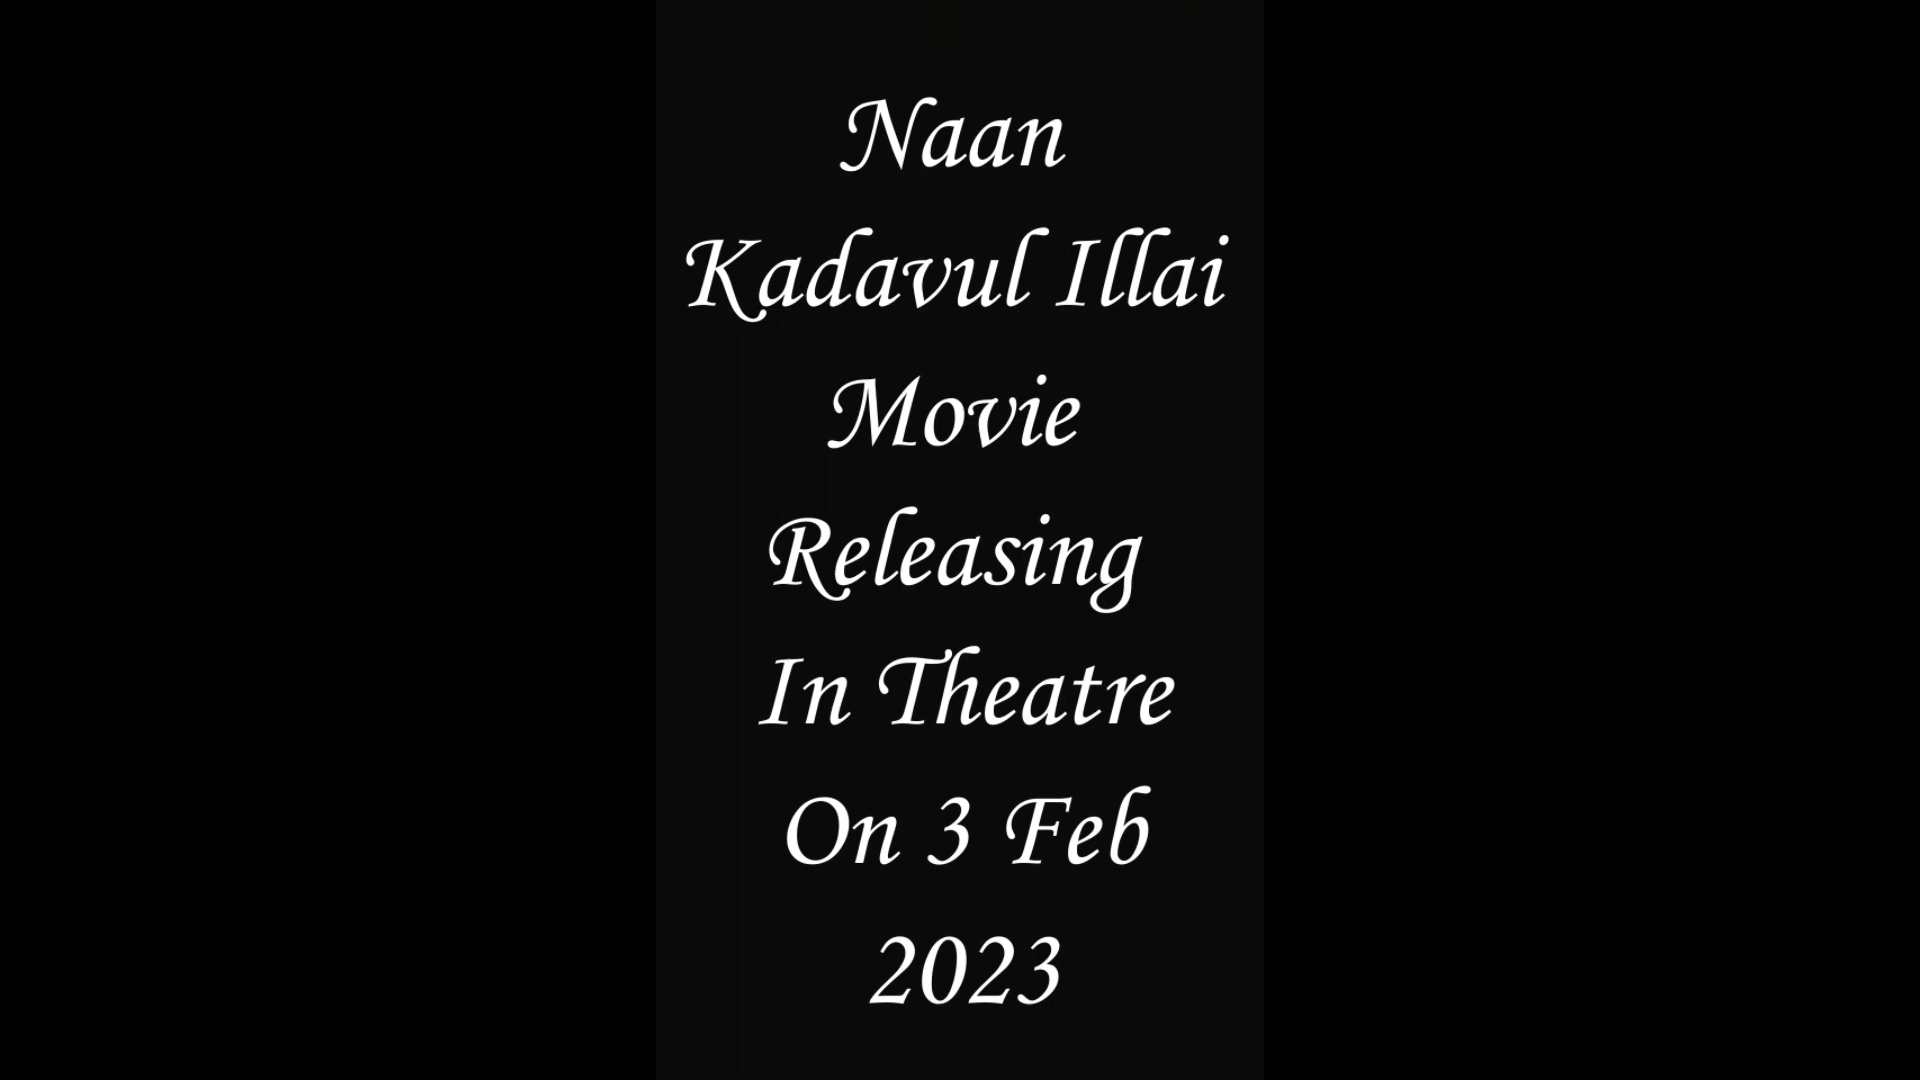 Naan
Kadavul Illai
Movie
Releasing
In Theatre
On 3 Feb
2023